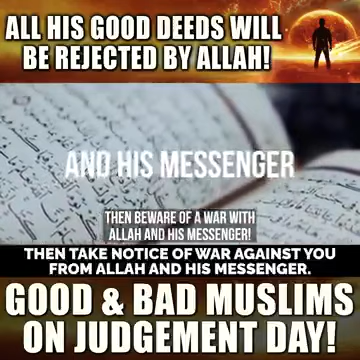 ALL HIS GOOD DEEDS WILL
BE REJECTED BY ALLAH!
AND HIS MESSENGER
THEN BEWARE OF A WAR WITH
ALLAH AND HIS MESSENGER!
THEN TAKE NOTICE OF WAR AGAINST YOU
FROM ALLAH AND HIS MESSENGER.
GOOD & BAD MUSLIMS
ON JUDGEMENT DAY!